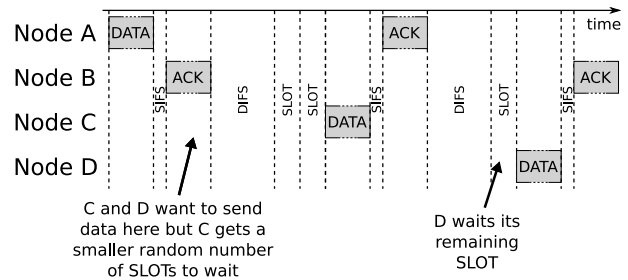 time
Node A DATA ACK
Node B SIFS ACK DIFS SLOT SLOT SIFS DIFS SLOT SIFS ACK
Node C DATA
Node D DATA
C and D want to send
data here but C gets a
smaller random number
of SLOTs to wait
D waits its
remaining
SLOT